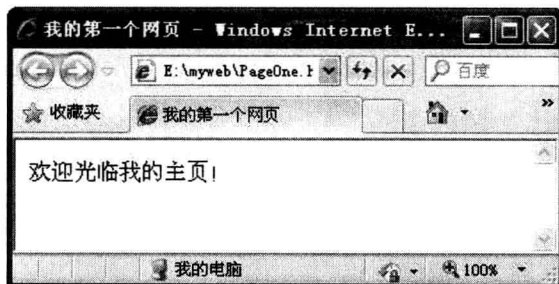 我的第一个网页 - Windows Internet E...
E:\myweb\PageOne.h
百度
收藏夹
我的第一个网页
»
欢迎光临我的主页!
我的电脑
100%